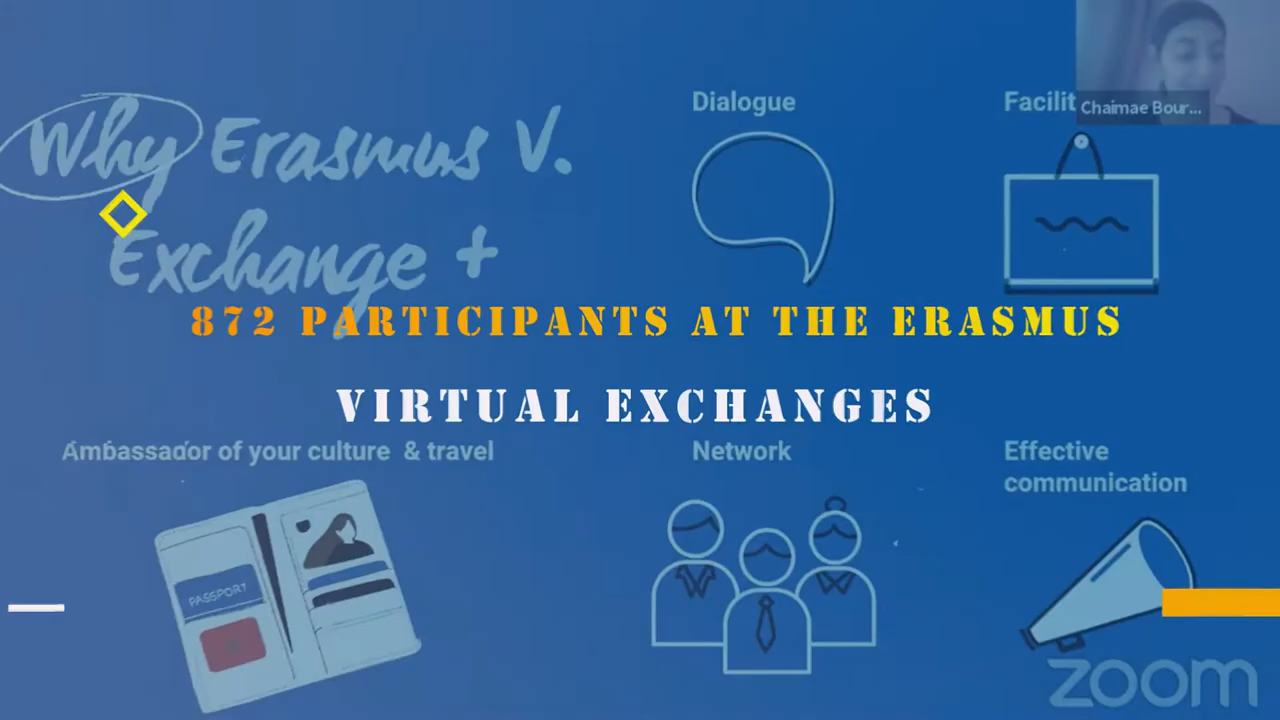 Why Erasmus V.
Exchange +
Dialogue
Facilit
Chaimae Bour...
872 PARTICIPANTS AT THE ERASMUS
VIRTUAL EXCHANGES
Ambassador of your culture & travel
Network
Effective
communication
PASSPORT
zoom